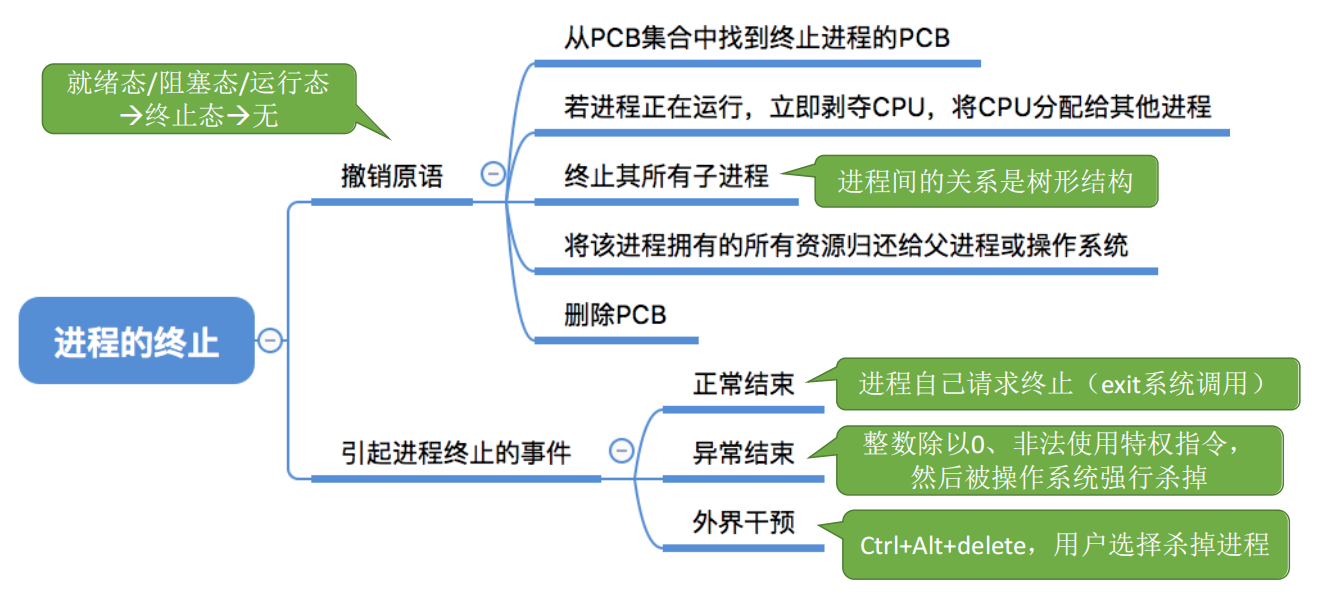 从PCB集合中找到终止进程的PCB
就绪态/阻塞态/运行态
→终止态→无
若进程正在运行，立即剥夺CPU，将CPU分配给其他进程
撤销原语
终止其所有子进程
进程间的关系是树形结构
将该进程拥有的所有资源归还给父进程或操作系统
删除PCB
进程的终止
正常结束
进程自己请求终止（exit系统调用）
引起进程终止的事件
异常结束
整数除以0、非法使用特权指令，
然后被操作系统强行杀掉
外界干预
Ctrl+Alt+delete，用户选择杀掉进程